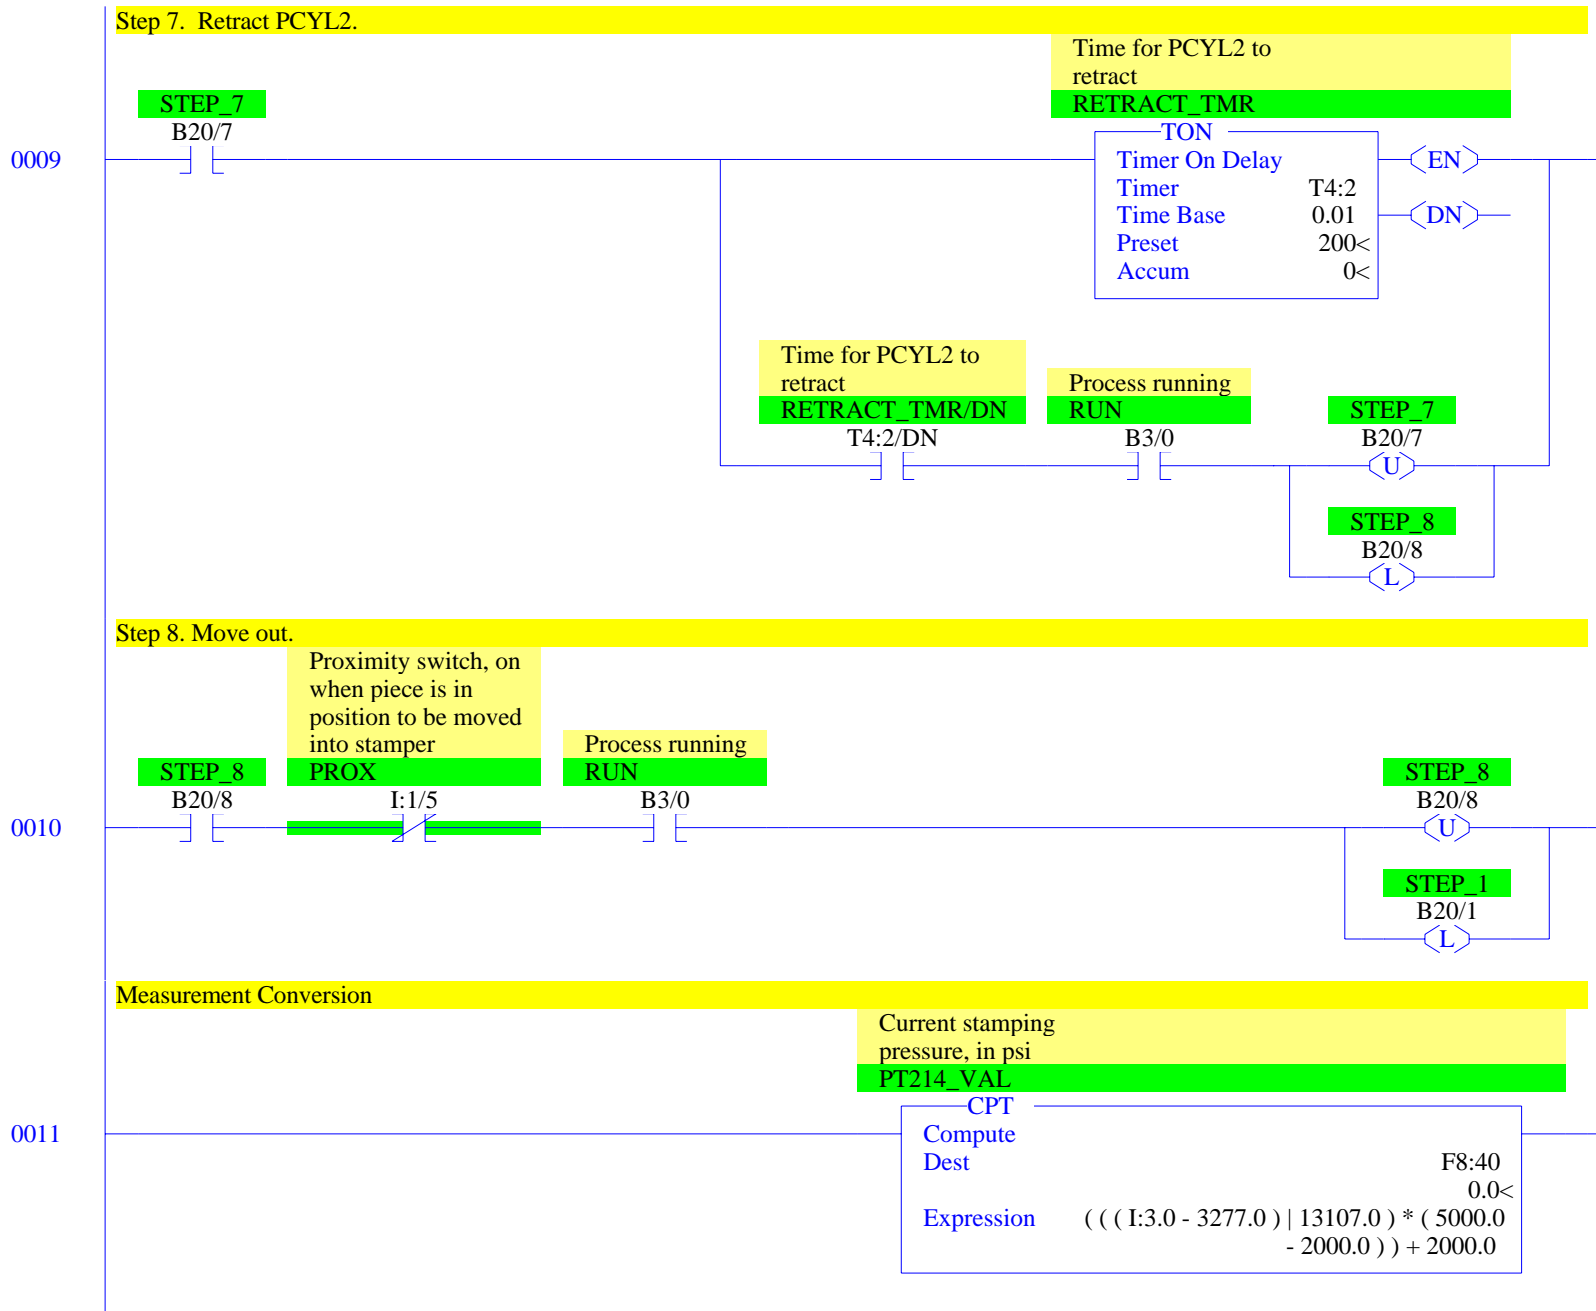 Step 7. Retract PCYL2.
Time for PCYL2 to
retract
STEP_7
RETRACT_TMR
B20/7
TON
0009
Timer On Delay
EN
Timer T4:2
Time Base 0.01
DN
Preset 200<
Accum 0<
Time for PCYL2 to
retract
Process running
RETRACT_TMR/DN
RUN
STEP_7
T4:2/DN
B3/0
B20/7
U
STEP_8
B20/8
L
Step 8. Move out.
Proximity switch, on
when piece is in
position to be moved
into stamper
Process running
STEP_8
PROX
RUN
STEP_8
B20/8
I:1/5
B3/0
B20/8
0010
U
STEP_1
B20/1
L
Measurement Conversion
Current stamping
pressure, in psi
PT214_VAL
CPT
0011
Compute
Dest F8:40
0.0<
Expression ( ( ( I:3.0 - 3277.0 ) | 13107.0 ) * ( 5000.0
- 2000.0 ) ) + 2000.0